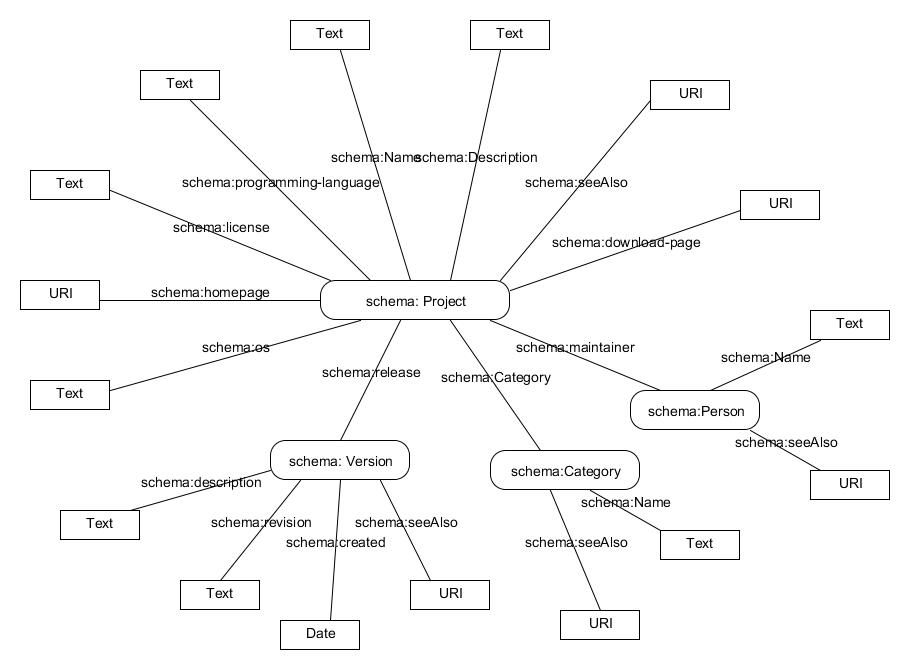 Text
Text
Text
URI
schema:Name
schema:Description
schema:programming-language
schema:seeAlso
Text
URI
schema:license
schema:download-page
URI
schema:homepage
schema: Project
Text
schema:os
schema:maintainer
schema:Name
schema:release
schema:Category
Text
schema:Person
schema:seeAlso
schema: Version
schema:Category
schema:description
URI
schema:Name
Text
schema:revision
schema:seeAlso
schema:created
schema:seeAlso
Text
Text
URI
Date
URI